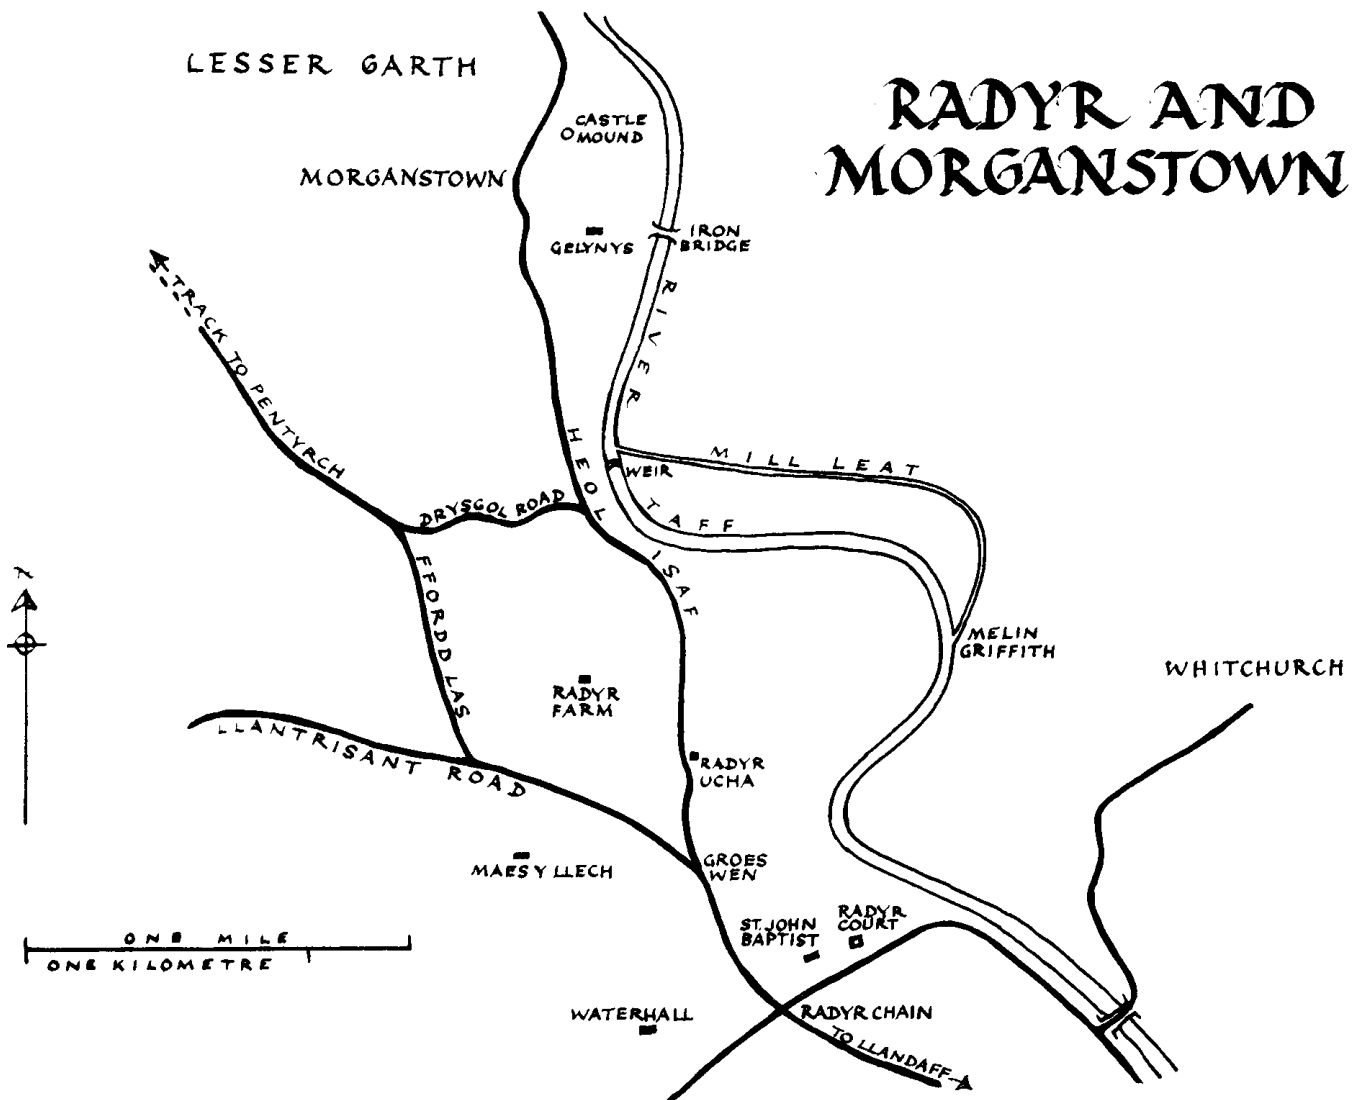 LESSER GARTH
RADYR AND
MORGANSTOWN
CASTLE
MOUND
MORGANSTOWN
GELYNYS
IRON
BRIDGE
TRACK TO PENTYRCH
RIVER TAFF
HEOL ISAF
MILL LEAT
WEIR
DRYSGOL ROAD
FFORDD LAS
MELIN
GRIFFITH
WHITCHURCH
RADYR
FARM
LLANTRISANT ROAD
RADYR
UCHA
MAES Y LLECH
GROES
WEN
ST. JOHN
BAPTIST
RADYR
COURT
ONE MILE
ONE KILOMETRE
WATERHALL
RADYR CHAIN
TO LLANDAFF